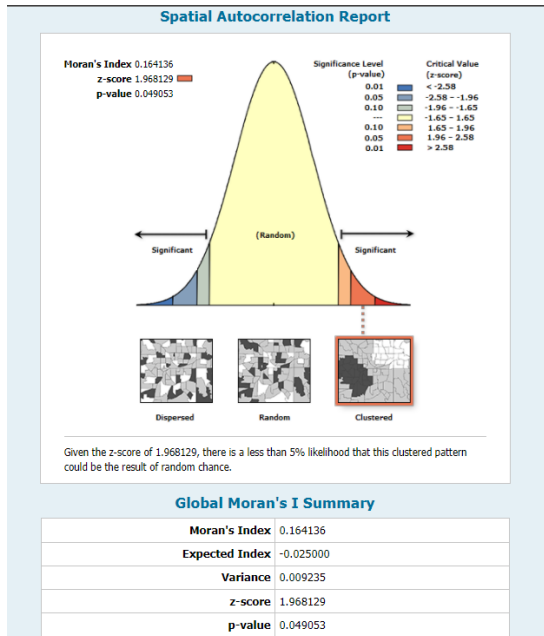 Spatial Autocorrelation Report
Moran's Index 0.164136
z-score 1.968129
p-value 0.049053
Significance Level
(p-value)
Critical Value
(z-score)
0.01 < -2.58
0.05 -2.58 - -1.96
0.10 -1.96 - -1.65
--- -1.65 - 1.65
0.10 1.65 - 1.96
0.05 1.96 - 2.58
0.01 > 2.58
(Random)
Significant Significant
Dispersed Random Clustered
Given the z-score of 1.968129, there is a less than 5% likelihood that this clustered pattern
could be the result of random chance.
Global Moran's I Summary
Moran's Index 0.164136
Expected Index -0.025000
Variance 0.009235
z-score 1.968129
p-value 0.049053